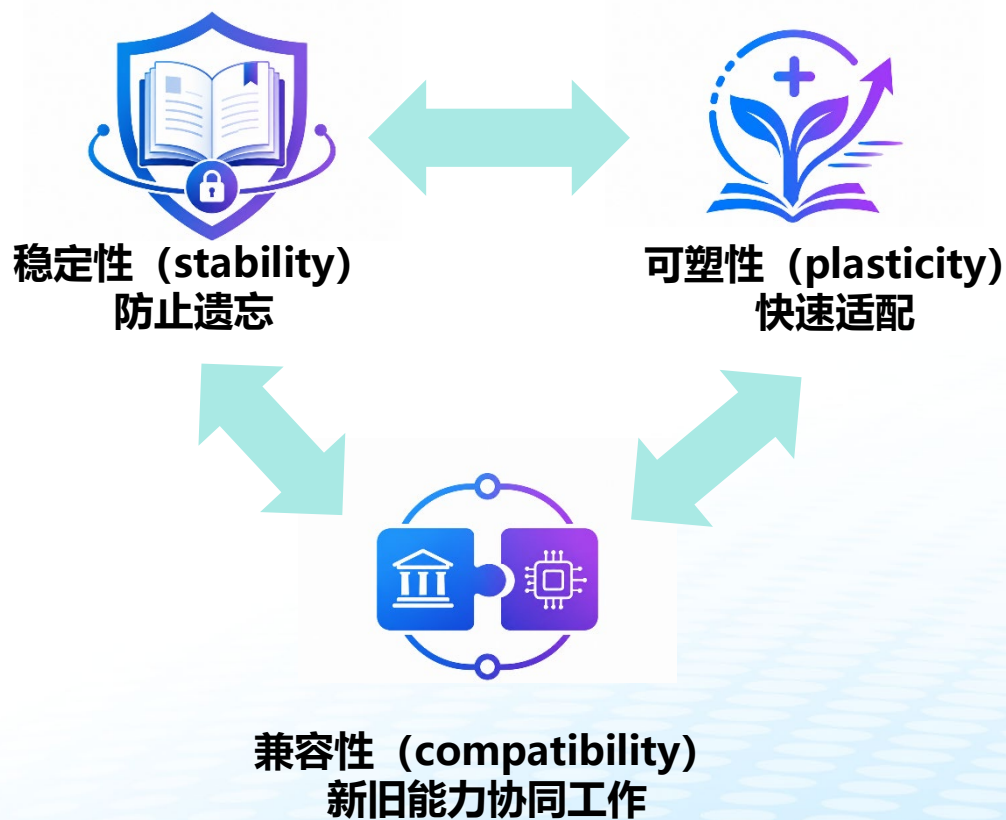 稳定性（stability）
防止遗忘
可塑性（plasticity）
快速适配
兼容性（compatibility）
新旧能力协同工作